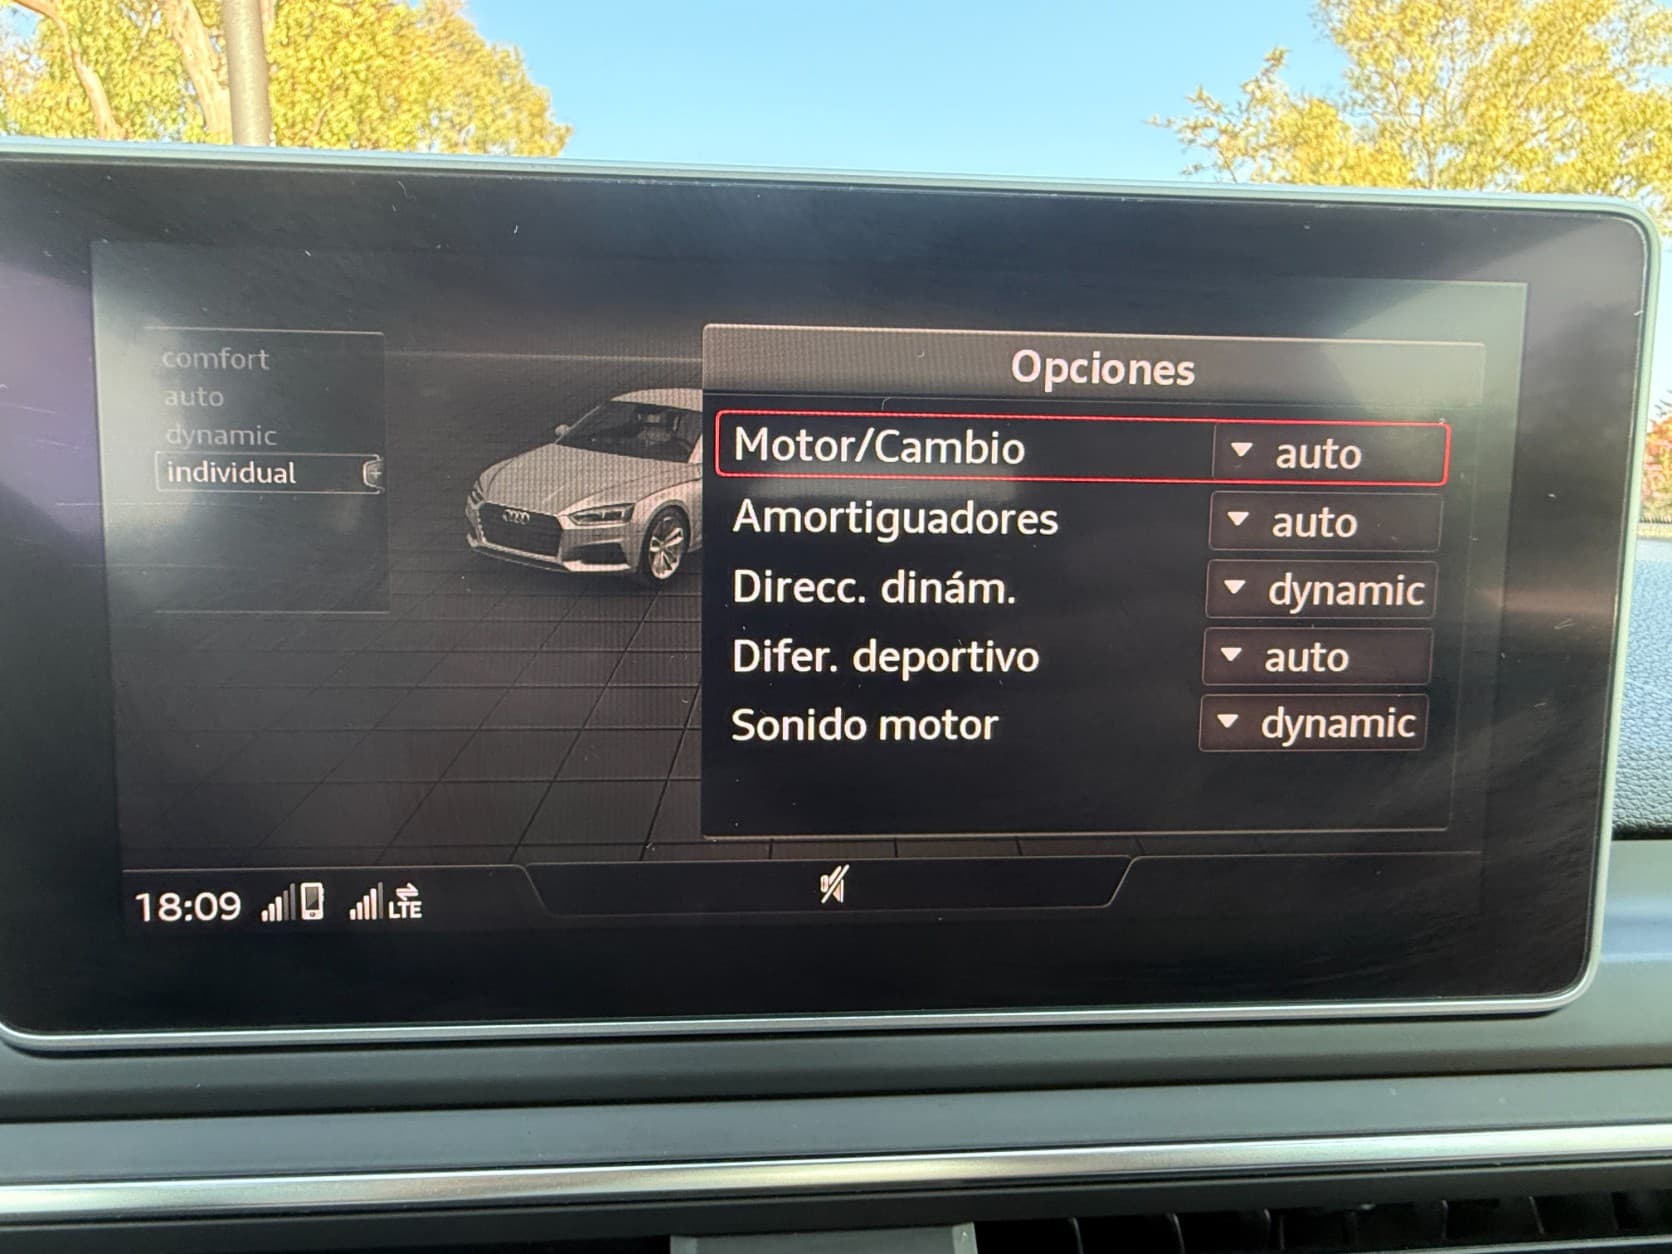 comfort
auto
dynamic
individual
Opciones
Motor/Cambio auto
Amortiguadores auto
Direcc. dinám. dynamic
Difer. deportivo auto
Sonido motor dynamic
18:09 LTE